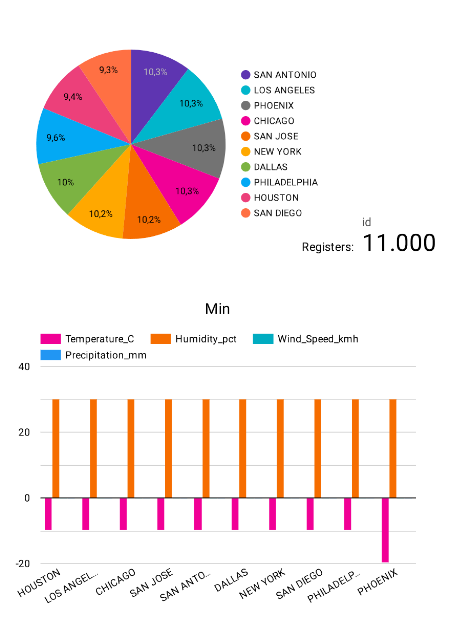 10,3%
10,3%
10,3%
10,3%
10,2%
10,2%
10%
9,6%
9,4%
9,3%
SAN ANTONIO
LOS ANGELES
PHOENIX
CHICAGO
SAN JOSE
NEW YORK
DALLAS
PHILADELPHIA
HOUSTON
SAN DIEGO
id
Registers: 11.000
Min
Temperature_C Humidity_pct Wind_Speed_kmh
Precipitation_mm
40
20
0
-20
HOUSTON
LOS ANGEL...
CHICAGO
SAN JOSE
SAN ANTO...
DALLAS
NEW YORK
SAN DIEGO
PHILADELP...
PHOENIX